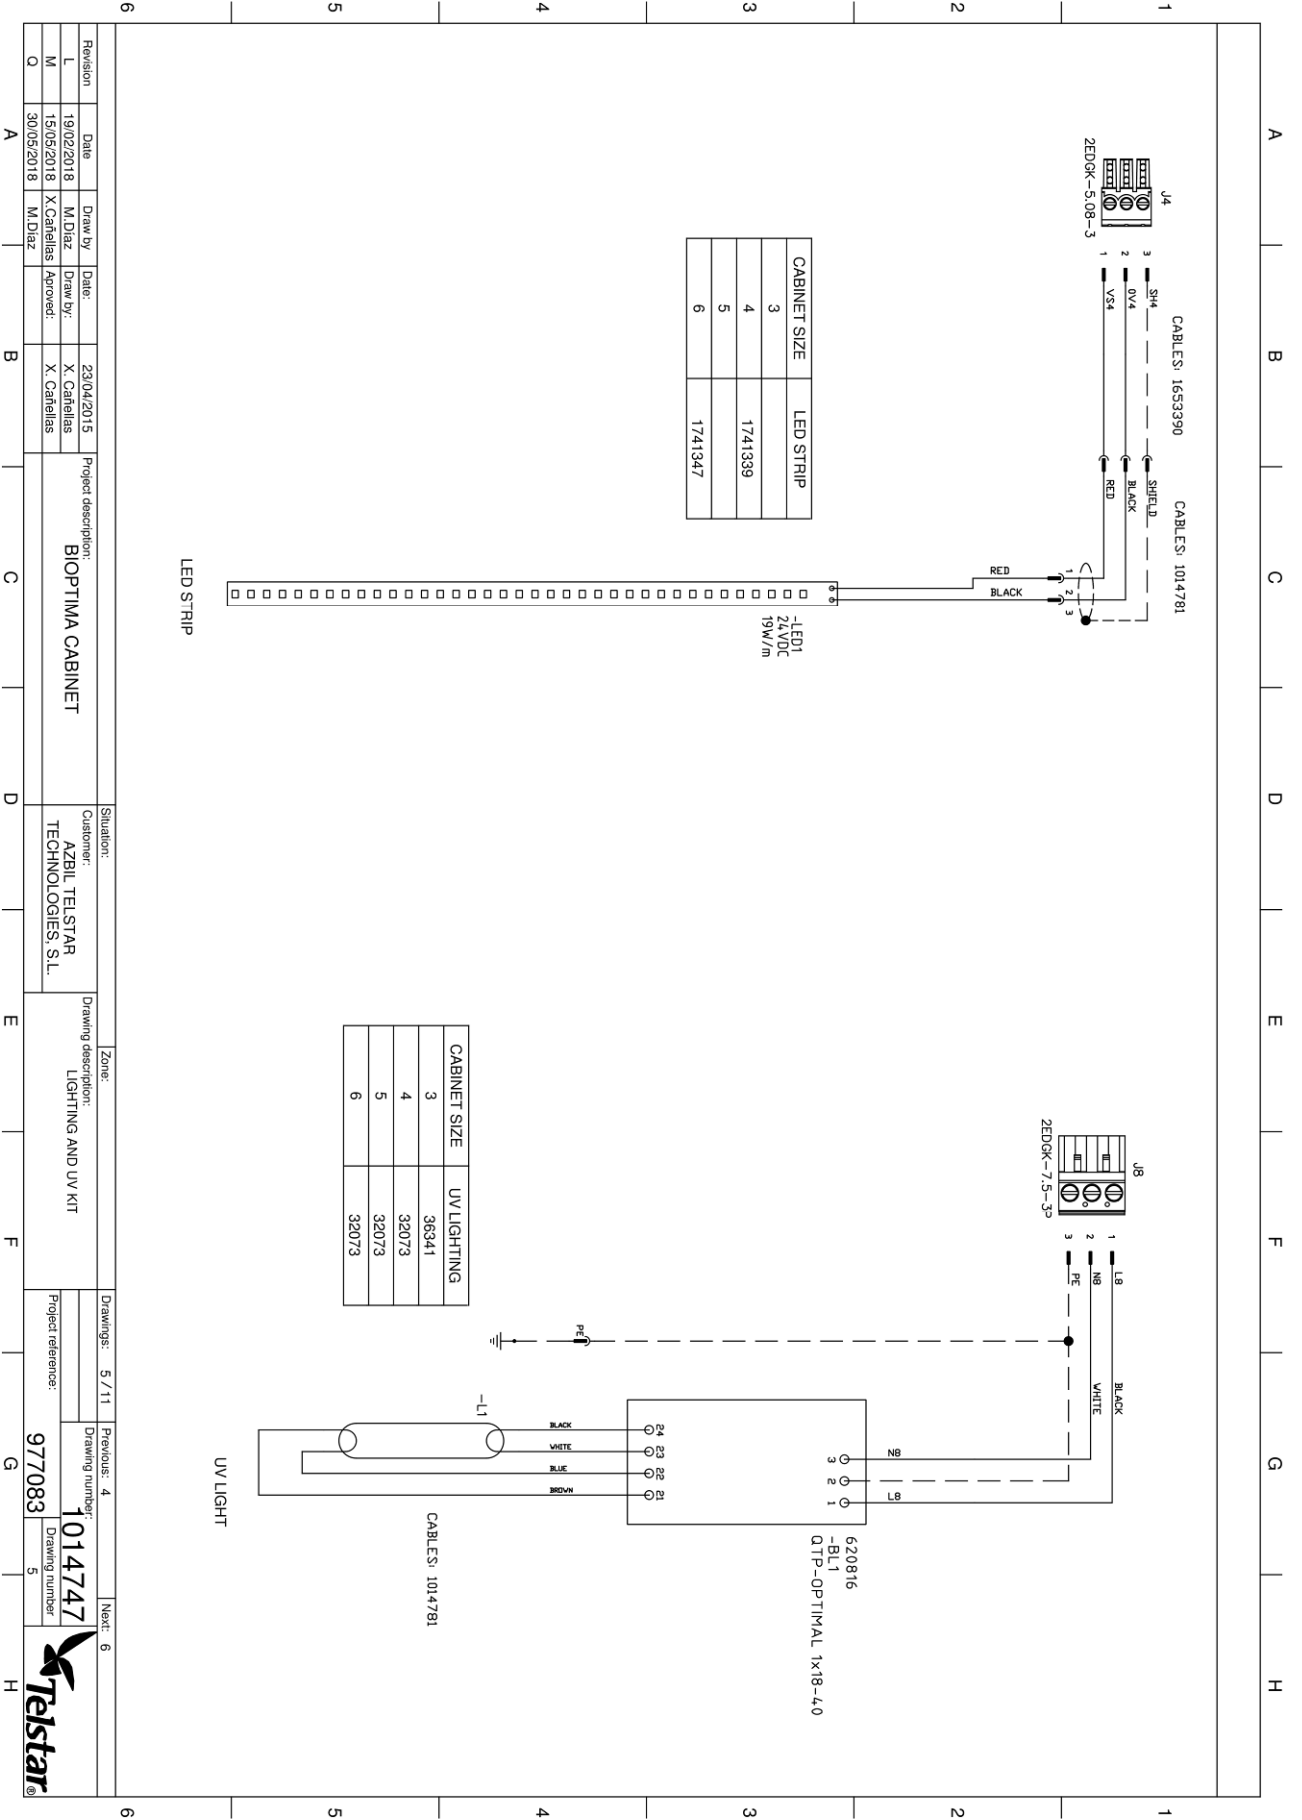 A B C D E F G H
1
2
3
4
5
6
J4
2EDGK-5.08-3
3 SH4
2 0V4
1 VS4
CABLES: 1653390
SHIELD
BLACK
RED
CABLES: 1014781
1 2 3
RED
BLACK
-LED1
24VDC
19W/m
LED STRIP
CABINET SIZE LED STRIP
3
4 1741339
5
6 1741347
J8
2EDGK-7.5-3P
1 L8
2 N8
3 PE
BLACK
WHITE
PE
N8
L8
3 2 1
620816
-BL1
QTP-OPTIMAL 1x18-40
24 23 22 21
BLACK
WHITE
BLUE
BROWN
-L1
CABLES: 1014781
UV LIGHT
CABINET SIZE UV LIGHTING
3 36341
4 32073
5 32073
6 32073
1
2
3
4
5
6
Revision Date Draw by
L 19/02/2018 M.Díaz
M 15/05/2018 X.Cañellas
Q 30/05/2018 M.Díaz
Date: 23/04/2015
Draw by: X. Cañellas
Aproved: X. Cañellas
Project description:
BIOPTIMA CABINET
Situation:
Customer:
AZBIL TELSTAR
TECHNOLOGIES, S.L.
Zone:
Drawing description:
LIGHTING AND UV KIT
Drawings: 5 / 11
Previous: 4
Next: 6
Drawing number:
1014747
Project reference:
977083
Drawing number
5
Telstar®
A B C D E F G H